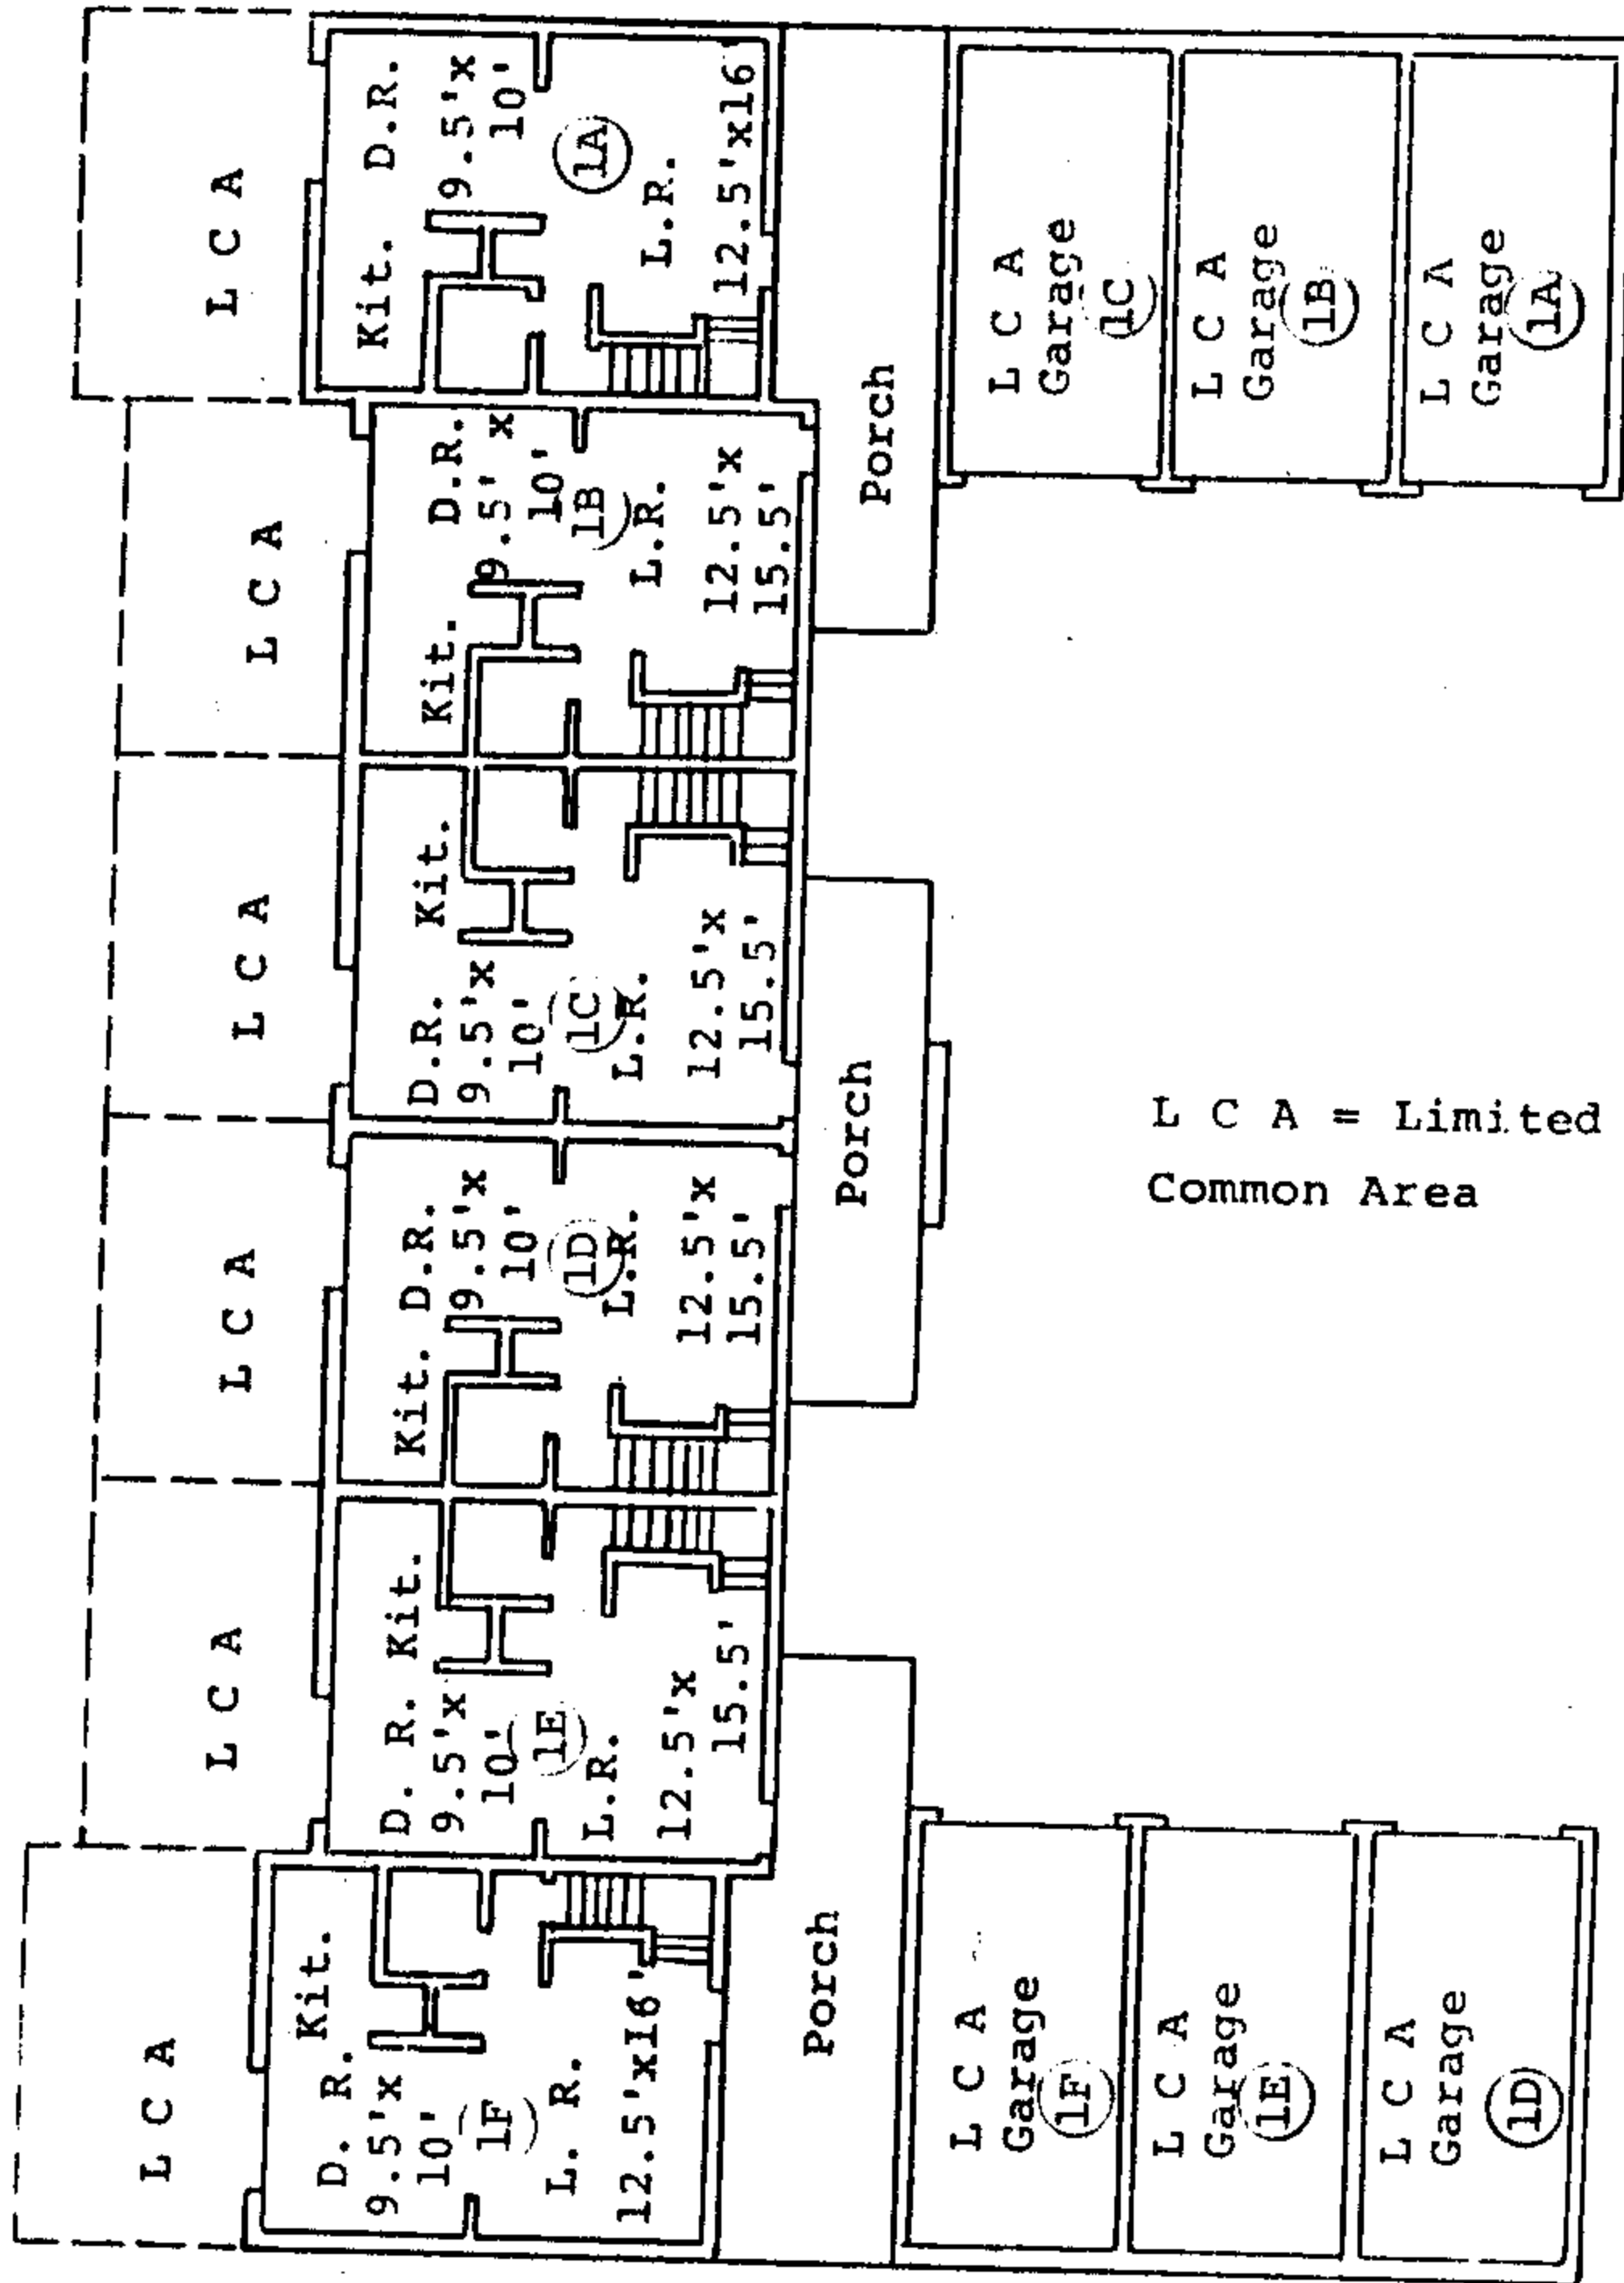 L C A
Kit.
D.R.
9.5'x
10'
1A
L.R.
12.5'x16'
L C A
Kit.
D.R.
9.5' x
10'
1B
L.R.
12.5'x
15.5'
L C A
Kit.
D.R.
9.5'x
10'
1C
L.R.
12.5'x
15.5'
L C A
Kit.
D.R.
9.5'x
10'
1D
L.R.
12.5'x
15.5'
L C A
D. R.
Kit.
9.5'x
10'
1E
L.R.
12.5'x
15.5'
L C A
Kit.
D. R.
9.5'x
10'
1F
L. R.
12.5'x16'
Porch
Porch
Porch
L C A
Garage
1C
L C A
Garage
1B
L C A
Garage
1A
L C A = Limited
Common Area
L C A
Garage
1F
L C A
Garage
1E
L C A
Garage
1D